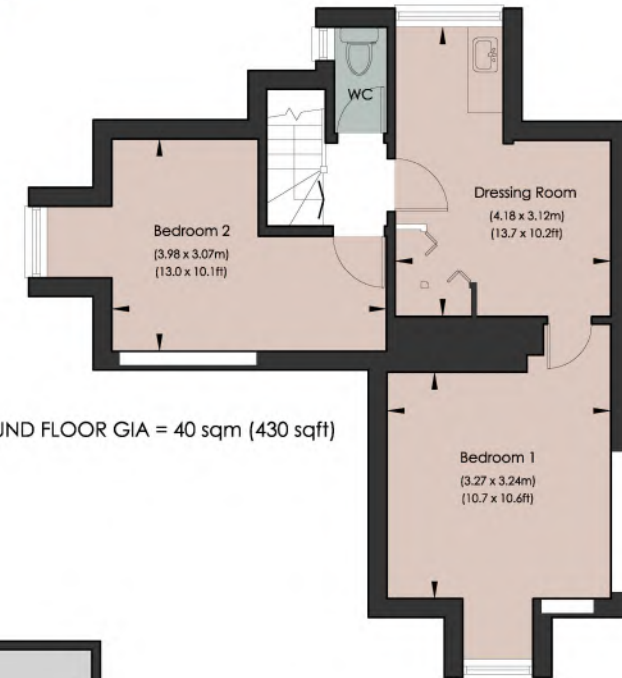 WC
Dressing Room
(4.18 x 3.12m)
(13.7 x 10.2ft)
Bedroom 2
(3.98 x 3.07m)
(13.0 x 10.1ft)
FLOOR GIA = 40 sqm (430 sqft)
Bedroom 1
(3.27 x 3.24m)
(10.7 x 10.6ft)